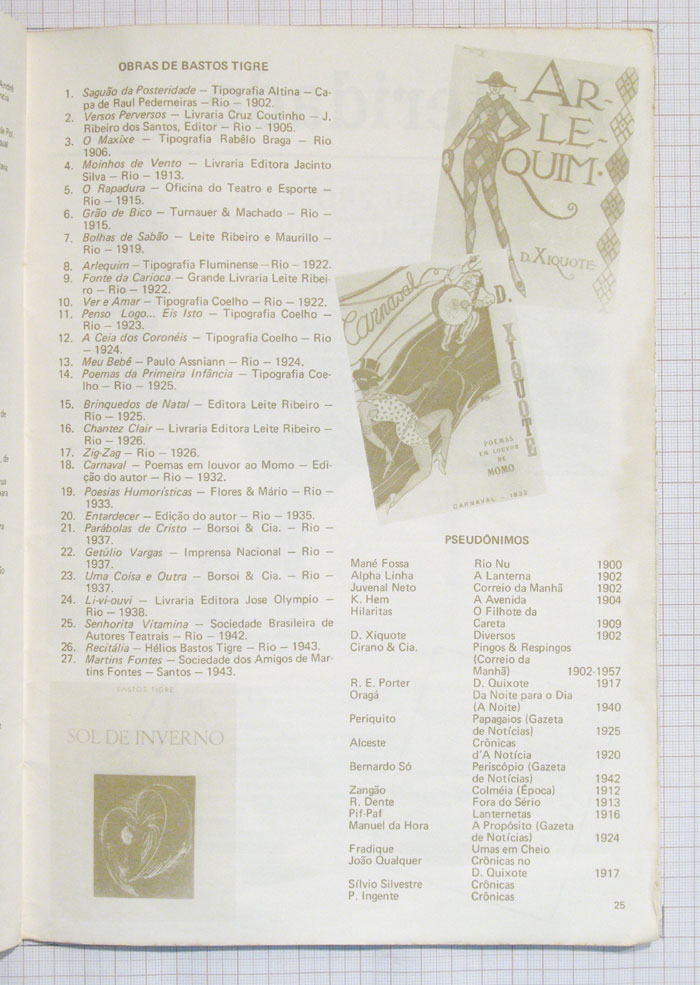 OBRAS DE BASTOS TIGRE
1. Saguão da Posteridade — Tipografia Altina — Ca-
pa de Raul Pederneiras — Rio — 1902.
2. Versos Perversos — Livraria Cruz Coutinho — J.
Ribeiro dos Santos, Editor — Rio — 1905.
3. O Maxixe — Tipografia Rabêlo Braga — Rio
1906.
4. Moinhos de Vento — Livraria Editora Jacinto
Silva — Rio — 1913.
5. O Rapadura — Oficina do Teatro e Esporte —
Rio — 1915.
6. Grão de Bico — Turnauer & Machado — Rio —
1915.
7. Bolhas de Sabão — Leite Ribeiro e Maurillo —
Rio — 1919.
8. Arlequim — Tipografia Fluminense — Rio — 1922.
9. Fonte da Carioca — Grande Livraria Leite Ribei-
ro — Rio — 1922.
10. Ver e Amar — Tipografia Coelho — Rio — 1922.
11. Penso Logo... Eis Isto — Tipografia Coelho —
Rio — 1923.
12. A Ceia dos Coronéis — Tipografia Coelho — Rio
— 1924.
13. Meu Bebê — Paulo Assniann — Rio — 1924.
14. Poemas da Primeira Infância — Tipografia Coe-
lho — Rio — 1925.
15. Brinquedos de Natal — Editora Leite Ribeiro —
Rio — 1925.
16. Chantez Clair — Livraria Editora Leite Ribeiro —
Rio — 1926.
17. Zig-Zag — Rio — 1926.
18. Carnaval — Poemas em louvor ao Momo — Edi-
ção do autor — Rio — 1932.
19. Poesias Humorísticas — Flores & Mário — Rio —
1933.
20. Entardecer — Edição do autor — Rio — 1935.
21. Parábolas de Cristo — Borsoi & Cia. — Rio —
1937.
22. Getúlio Vargas — Imprensa Nacional — Rio —
1937.
23. Uma Coisa e Outra — Borsoi & Cia. — Rio —
1937.
24. Li-vi-ouvi — Livraria Editora Jose Olympio —
Rio — 1938.
25. Senhorita Vitamina — Sociedade Brasileira de
Autores Teatrais — Rio — 1942.
26. Recitália — Hélios Bastos Tigre — Rio — 1943.
27. Martins Fontes — Sociedade dos Amigos de Mar-
tins Fontes — Santos — 1943.
BASTOS TIGRE
SOL DE INVERNO
AR-
LE-
QUIM.
D. XIQUOTE
Carnaval
D. XIQUOTE
POEMAS
EM LOUVOR
DE
MOMO
CARNAVAL — 1932
PSEUDÔNIMOS
Mané Fossa Rio Nu 1900
Alpha Linha A Lanterna 1902
Juvenal Neto Correio da Manhã 1902
K. Hem A Avenida 1904
Hilaritas O Filhote da
Careta 1909
D. Xiquote Diversos 1902
Cirano & Cia. Pingos & Respingos
(Correio da
Manhã) 1902-1957
R. E. Porter D. Quixote 1917
Oragá Da Noite para o Dia
(A Noite) 1940
Periquito Papagaios (Gazeta
de Notícias) 1925
Alceste Crônicas
d'A Notícia 1920
Bernardo Só Periscópio (Gazeta
de Notícias) 1942
Zangão Colméia (Época) 1912
R. Dente Fora do Sério 1913
Pif-Paf Lanternetas 1916
Manuel da Hora A Propósito (Gazeta
de Notícias) 1924
Fradique Umas em Cheio
João Qualquer Crônicas no
D. Quixote 1917
Sílvio Silvestre Crônicas
P. Ingente Crônicas
25